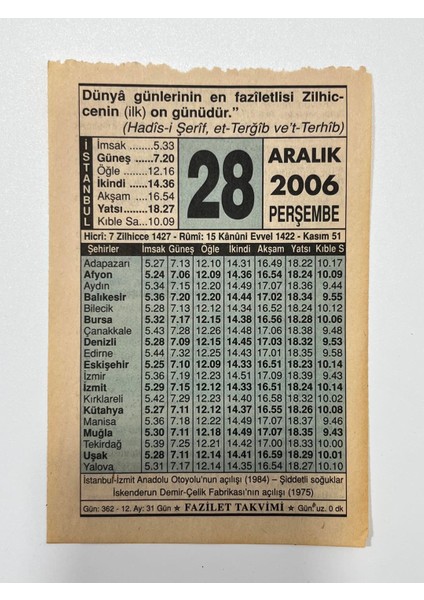 Dünyâ günlerinin en fazîletlisi Zilhic-
cenin (ilk) on günüdür."
(Hadîs-i Şerîf, et-Terğîb ve't-Terhîb)
İSTANBUL
İmsak ......5.33
Güneş ......7.20
Öğle ......12.16
İkindi ....14.36
Akşam ....16.54
Yatsı......18.27
Kıble Sa...10.09
28
ARALIK
2006
PERŞEMBE
Hicrî: 7 Zilhicce 1427 - Rûmî: 15 Kânûni Evvel 1422 - Kasım 51
Şehirler İmsak Güneş Öğle İkindi Akşam Yatsı Kıble S
Adapazarı 5.27 7.13 12.10 14.31 16.49 18.22 10.17
Afyon 5.24 7.06 12.09 14.36 16.54 18.24 10.09
Aydın 5.34 7.15 12.20 14.49 17.07 18.36 9.44
Balıkesir 5.36 7.20 12.20 14.44 17.02 18.34 9.55
Bilecik 5.28 7.13 12.12 14.34 16.51 18.24 10.13
Bursa 5.32 7.17 12.15 14.38 16.56 18.28 10.06
Çanakkale 5.43 7.28 12.26 14.48 17.06 18.38 9.48
Denizli 5.28 7.09 12.15 14.45 17.03 18.32 9.53
Edirne 5.44 7.32 12.25 14.43 17.01 18.35 9.58
Eskişehir 5.25 7.10 12.09 14.33 16.51 18.23 10.14
İzmir 5.36 7.19 12.23 14.51 17.09 18.39 9.43
İzmit 5.29 7.15 12.12 14.33 16.51 18.24 10.14
Kırklareli 5.42 7.29 12.23 14.40 16.58 18.32 10.02
Kütahya 5.27 7.11 12.12 14.37 16.55 18.26 10.08
Manisa 5.36 7.18 12.22 14.49 17.07 18.37 9.46
Muğla 5.30 7.11 12.18 14.49 17.07 18.35 9.43
Tekirdağ 5.39 7.25 12.21 14.42 17.00 18.33 10.00
Uşak 5.28 7.11 12.14 14.41 16.59 18.29 10.01
Yalova 5.31 7.17 12.14 14.35 16.54 18.27 10.10
İstanbul-İzmit Anadolu Otoyolu'nun açılışı (1984) – Şiddetli soğuklar
İskenderun Demir-Çelik Fabrikası'nın açılışı (1975)
Gün: 362 - 12. Ay: 31 Gün ★ FAZİLET TAKVİMİ ★ Gün. uz. 0 dk